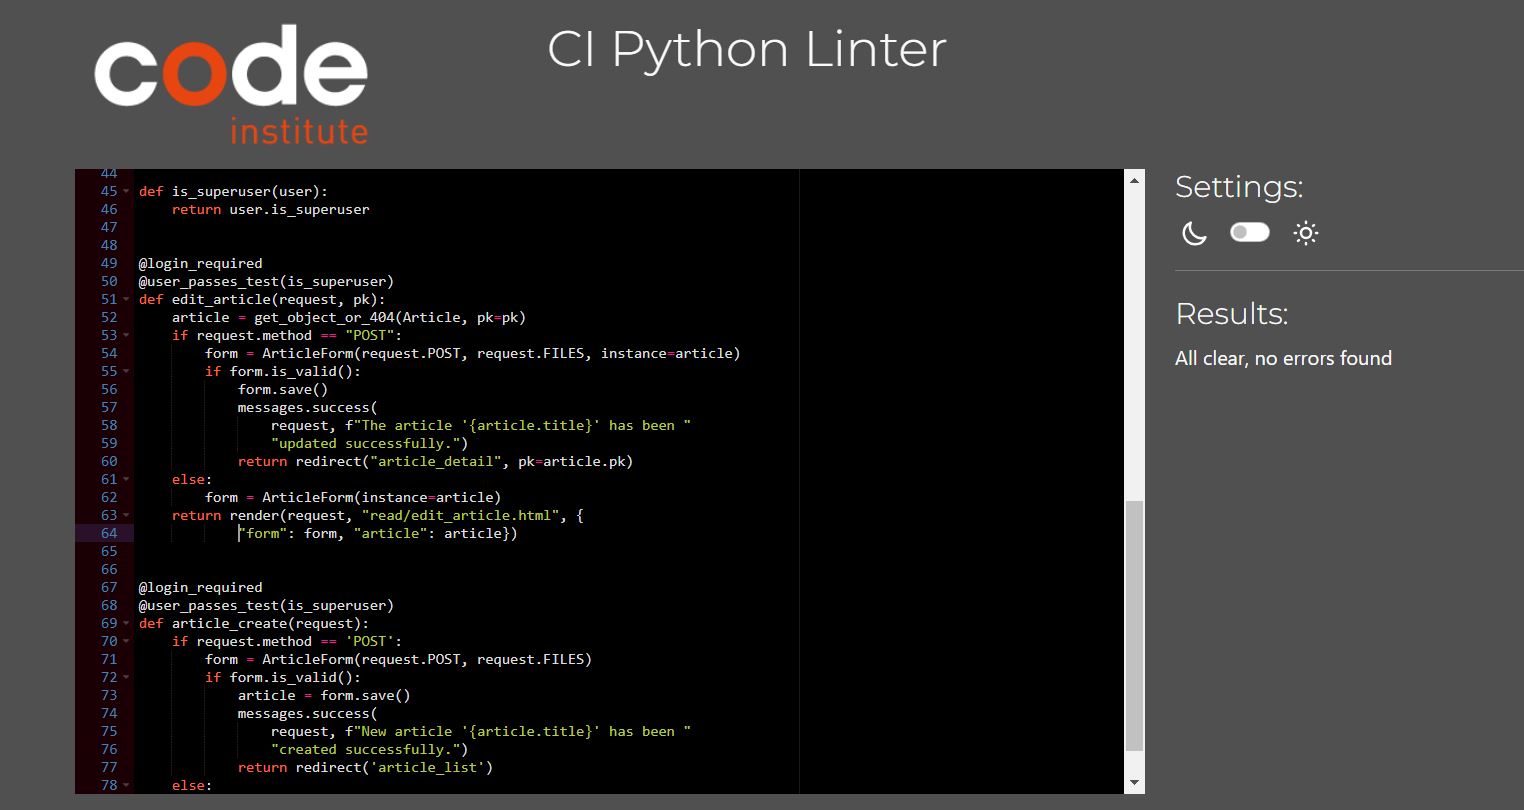 code
institute
CI Python Linter
44
45 def is_superuser(user):
46     return user.is_superuser
47
48
49 @login_required
50 @user_passes_test(is_superuser)
51 def edit_article(request, pk):
52     article = get_object_or_404(Article, pk=pk)
53     if request.method == "POST":
54         form = ArticleForm(request.POST, request.FILES, instance=article)
55         if form.is_valid():
56             form.save()
57             messages.success(
58                 request, f"The article '{article.title}' has been "
59                 "updated successfully.")
60             return redirect("article_detail", pk=article.pk)
61     else:
62         form = ArticleForm(instance=article)
63     return render(request, "read/edit_article.html", {
64             "form": form, "article": article})
65
66
67 @login_required
68 @user_passes_test(is_superuser)
69 def article_create(request):
70     if request.method == 'POST':
71         form = ArticleForm(request.POST, request.FILES)
72         if form.is_valid():
73             article = form.save()
74             messages.success(
75                 request, f"New article '{article.title}' has been "
76                 "created successfully.")
77             return redirect('article_list')
78     else:
Settings:
Results:
All clear, no errors found